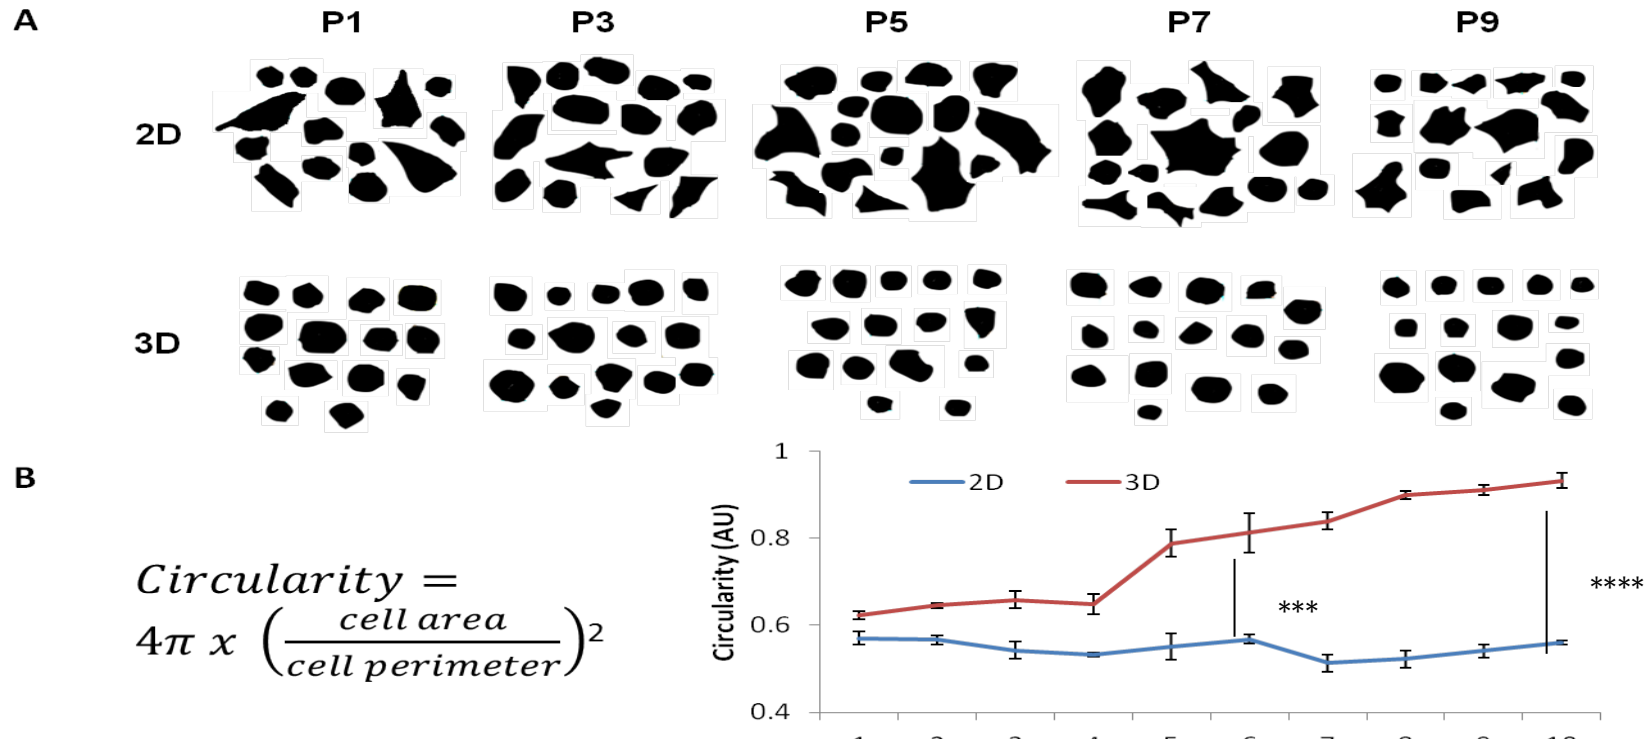 A
P1 P3 P5 P7 P9
2D
3D
B
Circularity =
4π x (cell area / cell perimeter)²
Circularity (AU)
1
0.8
0.6
0.4
2D 3D
***
****